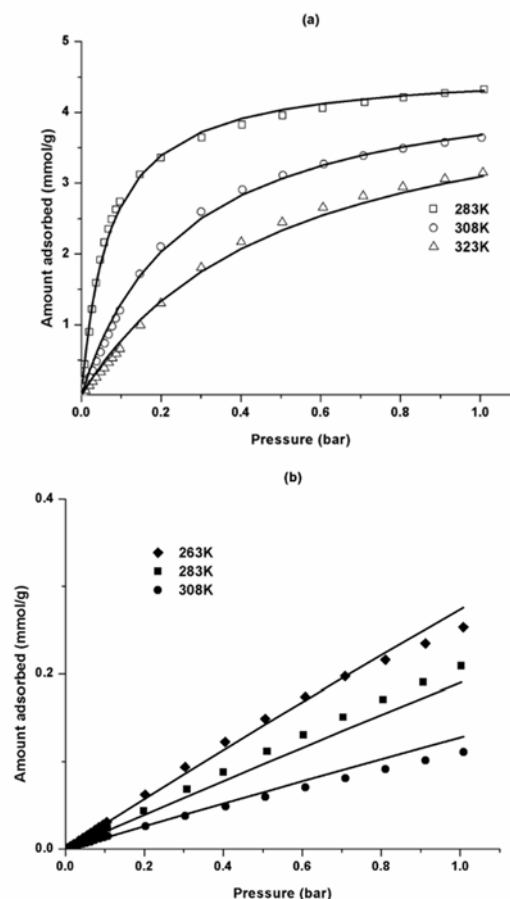 (a)
Amount adsorbed (mmol/g)
5
4
3
2
1
283K
308K
323K
0.0 0.2 0.4 0.6 0.8 1.0
Pressure (bar)
(b)
Amount adsorbed (mmol/g)
0.4
0.2
0.0
263K
283K
308K
0.0 0.2 0.4 0.6 0.8 1.0
Pressure (bar)